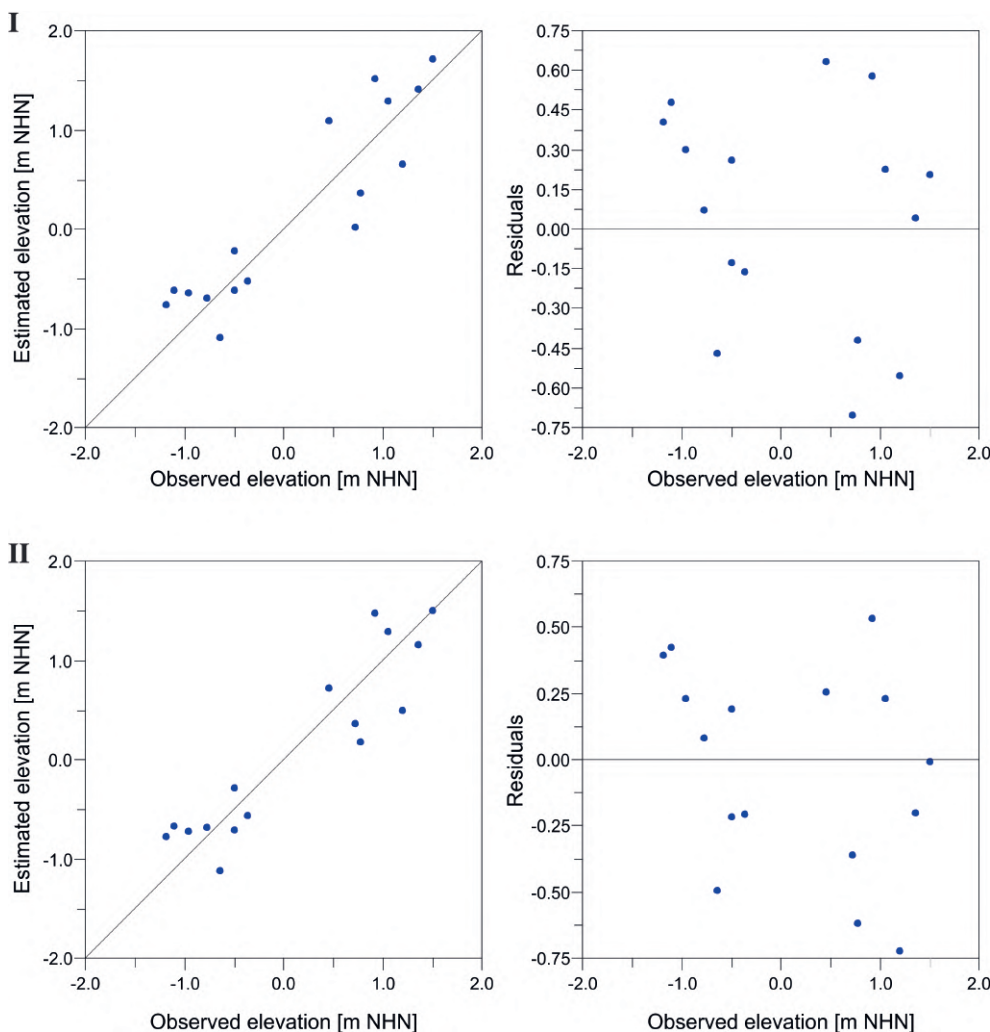 I
Estimated elevation [m NHN]
2.0
1.0
0.0
-1.0
-2.0
-2.0 -1.0 0.0 1.0 2.0
Observed elevation [m NHN]
Residuals
0.75
0.60
0.45
0.30
0.15
0.00
-0.15
-0.30
-0.45
-0.60
-0.75
-2.0 -1.0 0.0 1.0 2.0
Observed elevation [m NHN]
II
Estimated elevation [m NHN]
2.0
1.0
0.0
-1.0
-2.0
-2.0 -1.0 0.0 1.0 2.0
Observed elevation [m NHN]
Residuals
0.75
0.50
0.25
0.00
-0.25
-0.50
-0.75
-2.0 -1.0 0.0 1.0 2.0
Observed elevation [m NHN]